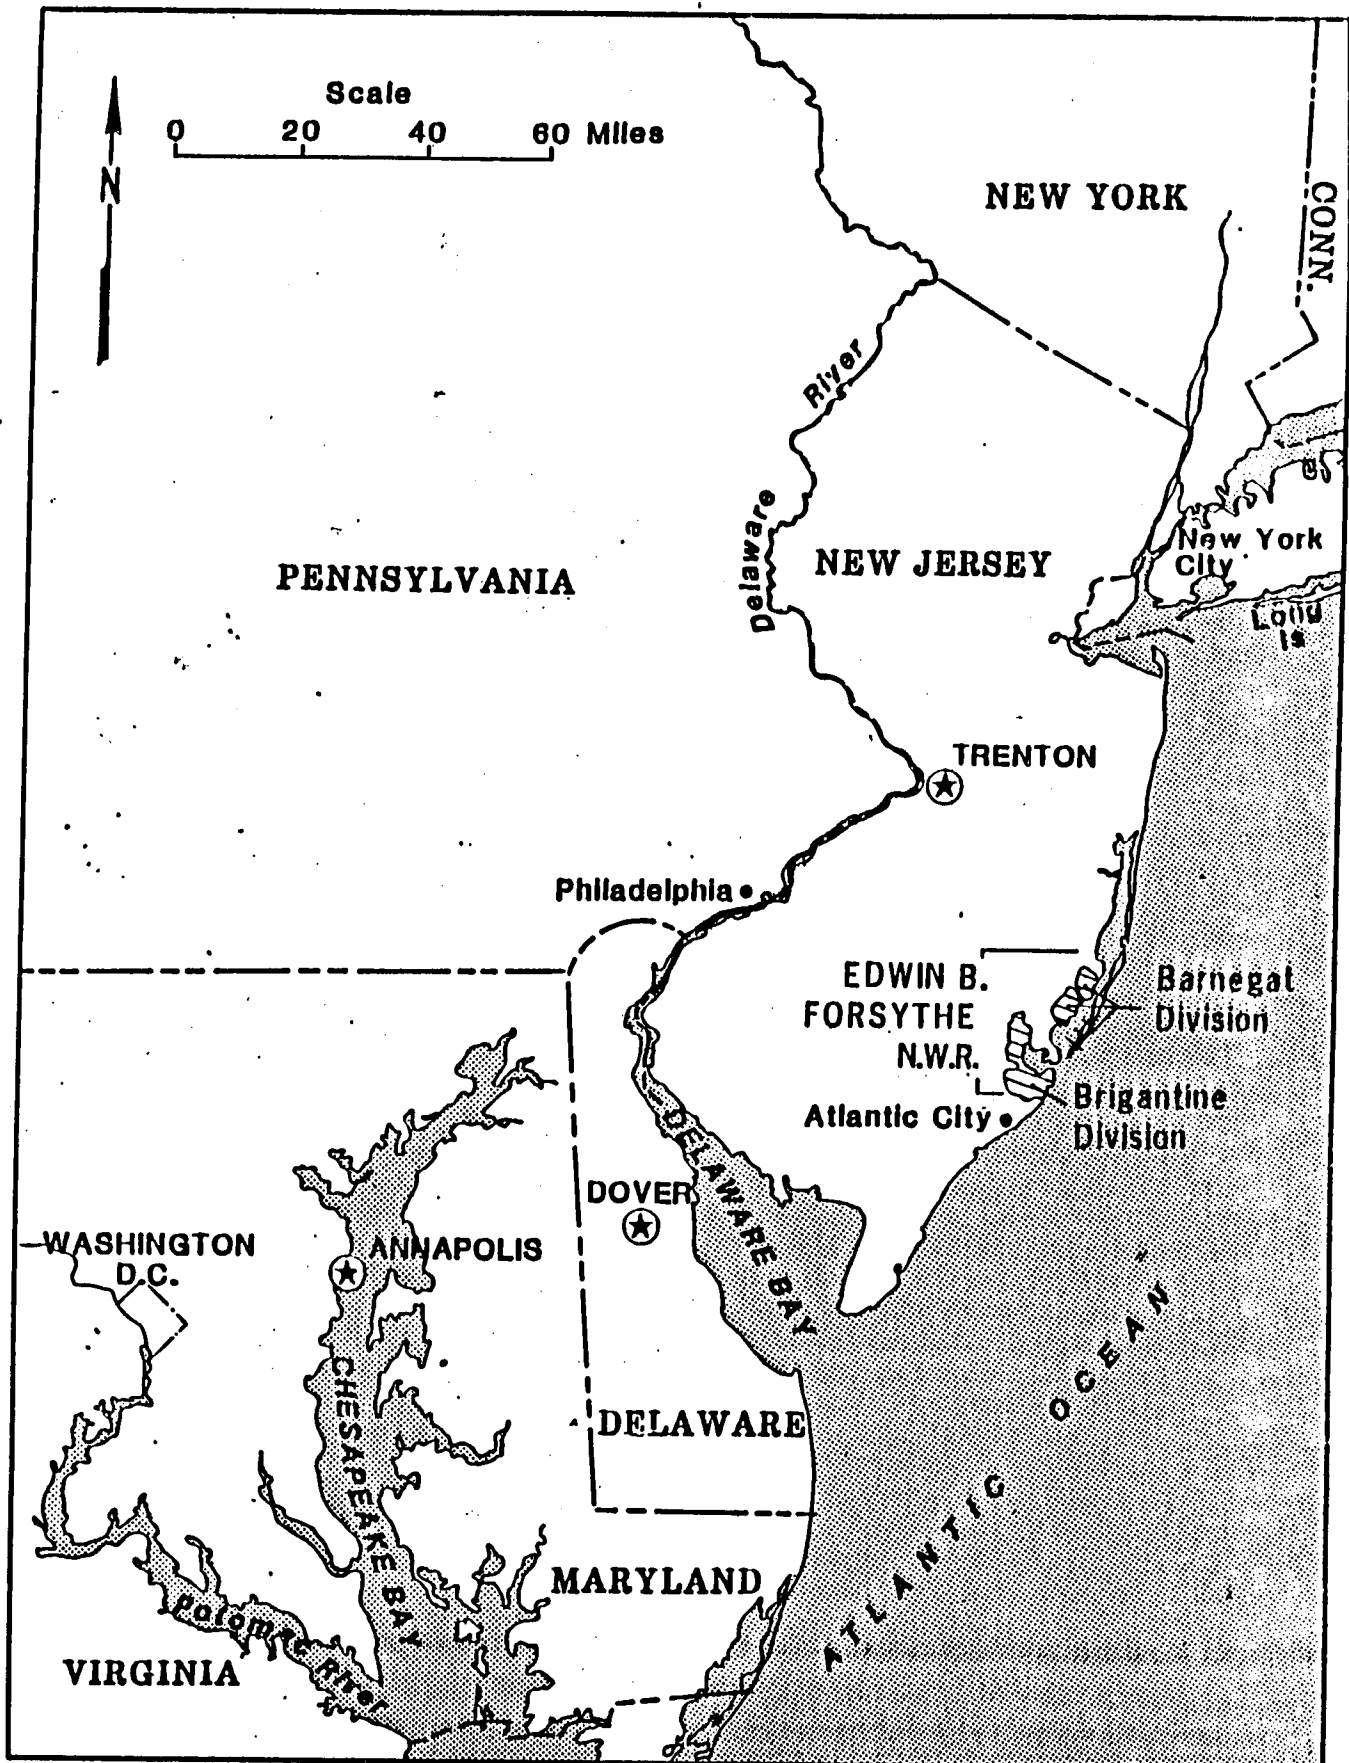 Scale
0 20 40 60 Miles
N
NEW YORK
CONN.
Delaware River
New York
City
Long
Is
PENNSYLVANIA
NEW JERSEY
TRENTON
Philadelphia
EDWIN B.
FORSYTHE
N.W.R.
Barnegat
Division
Brigantine
Division
Atlantic City
DELAWARE BAY
DOVER
WASHINGTON
D.C.
ANNAPOLIS
CHESAPEAKE BAY
DELAWARE
ATLANTIC OCEAN
MARYLAND
Potomac River
VIRGINIA